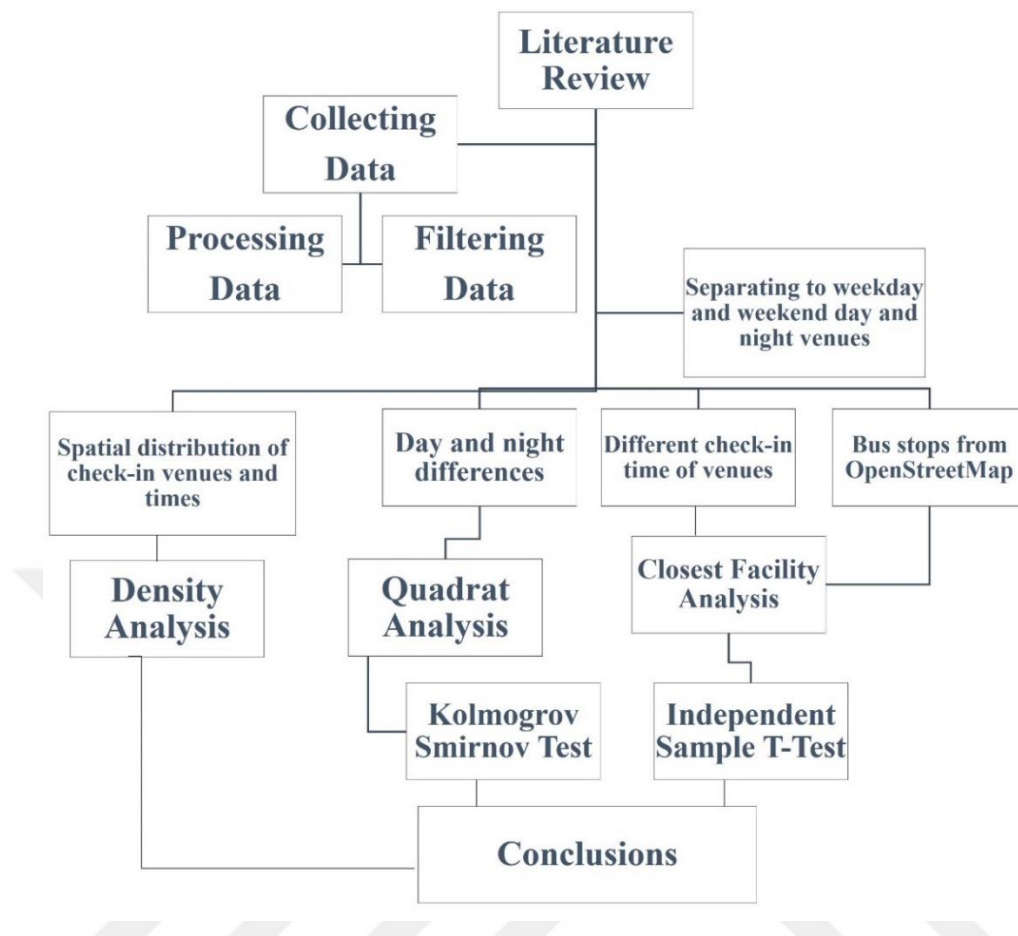 Literature
Review
Collecting
Data
Processing
Data
Filtering
Data
Separating to weekday
and weekend day and
night venues
Spatial distribution of
check-in venues and
times
Day and night
differences
Different check-in
time of venues
Bus stops from
OpenStreetMap
Density
Analysis
Quadrat
Analysis
Closest Facility
Analysis
Kolmogrov
Smirnov Test
Independent
Sample T-Test
Conclusions